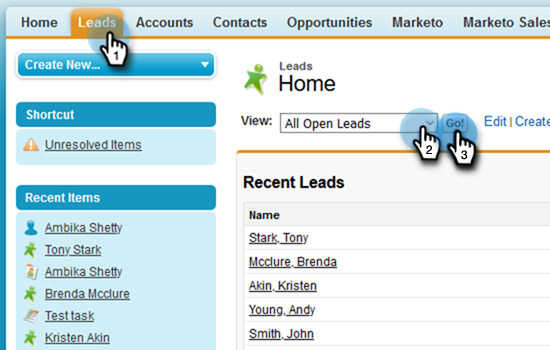 Home Leads Accounts Contacts Opportunities Marketo Marketo Sales
1
Create New...
Leads
Home
Shortcut
Unresolved Items
View: All Open Leads Go! Edit | Create
2
3
Recent Items
Ambika Shetty
Tony Stark
Ambika Shetty
Brenda Mcclure
Test task
Kristen Akin
Recent Leads
Name
Stark, Tony
Mcclure, Brenda
Akin, Kristen
Young, Andy
Smith, John